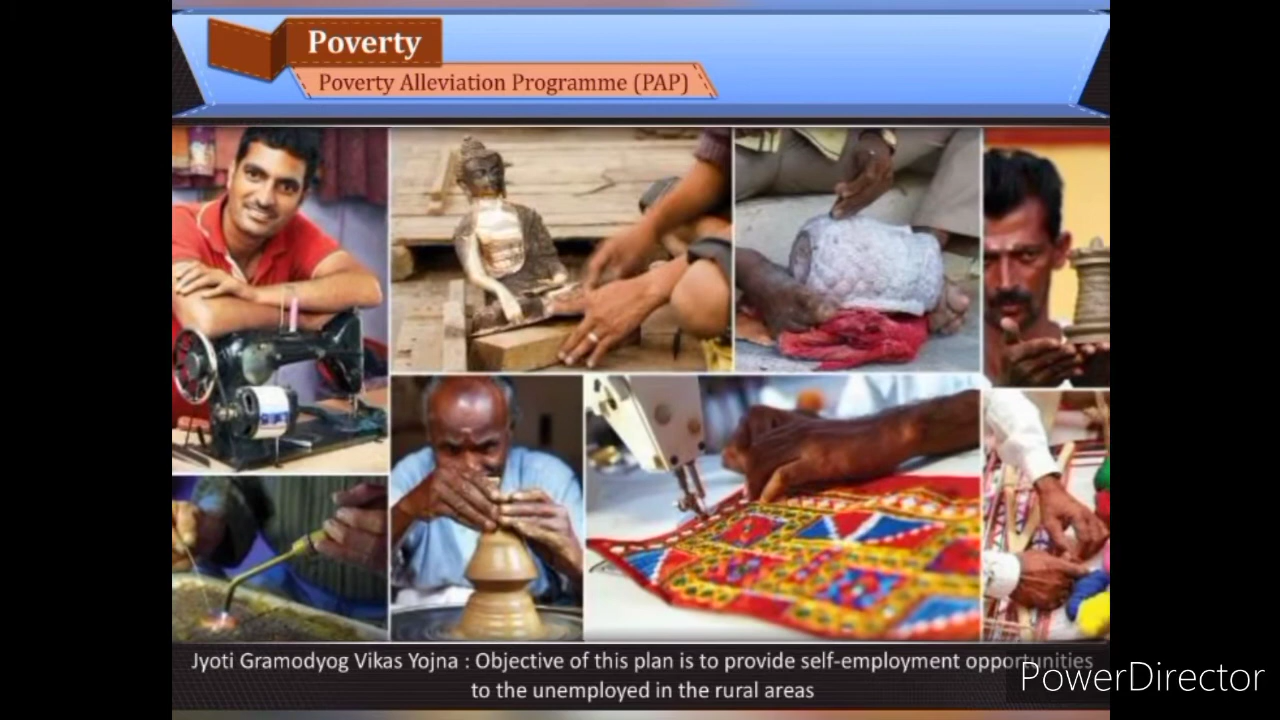 Poverty
Poverty Alleviation Programme (PAP)
Jyoti Gramodyog Vikas Yojna : Objective of this plan is to provide self-employment opportunities
to the unemployed in the rural areas
PowerDirector